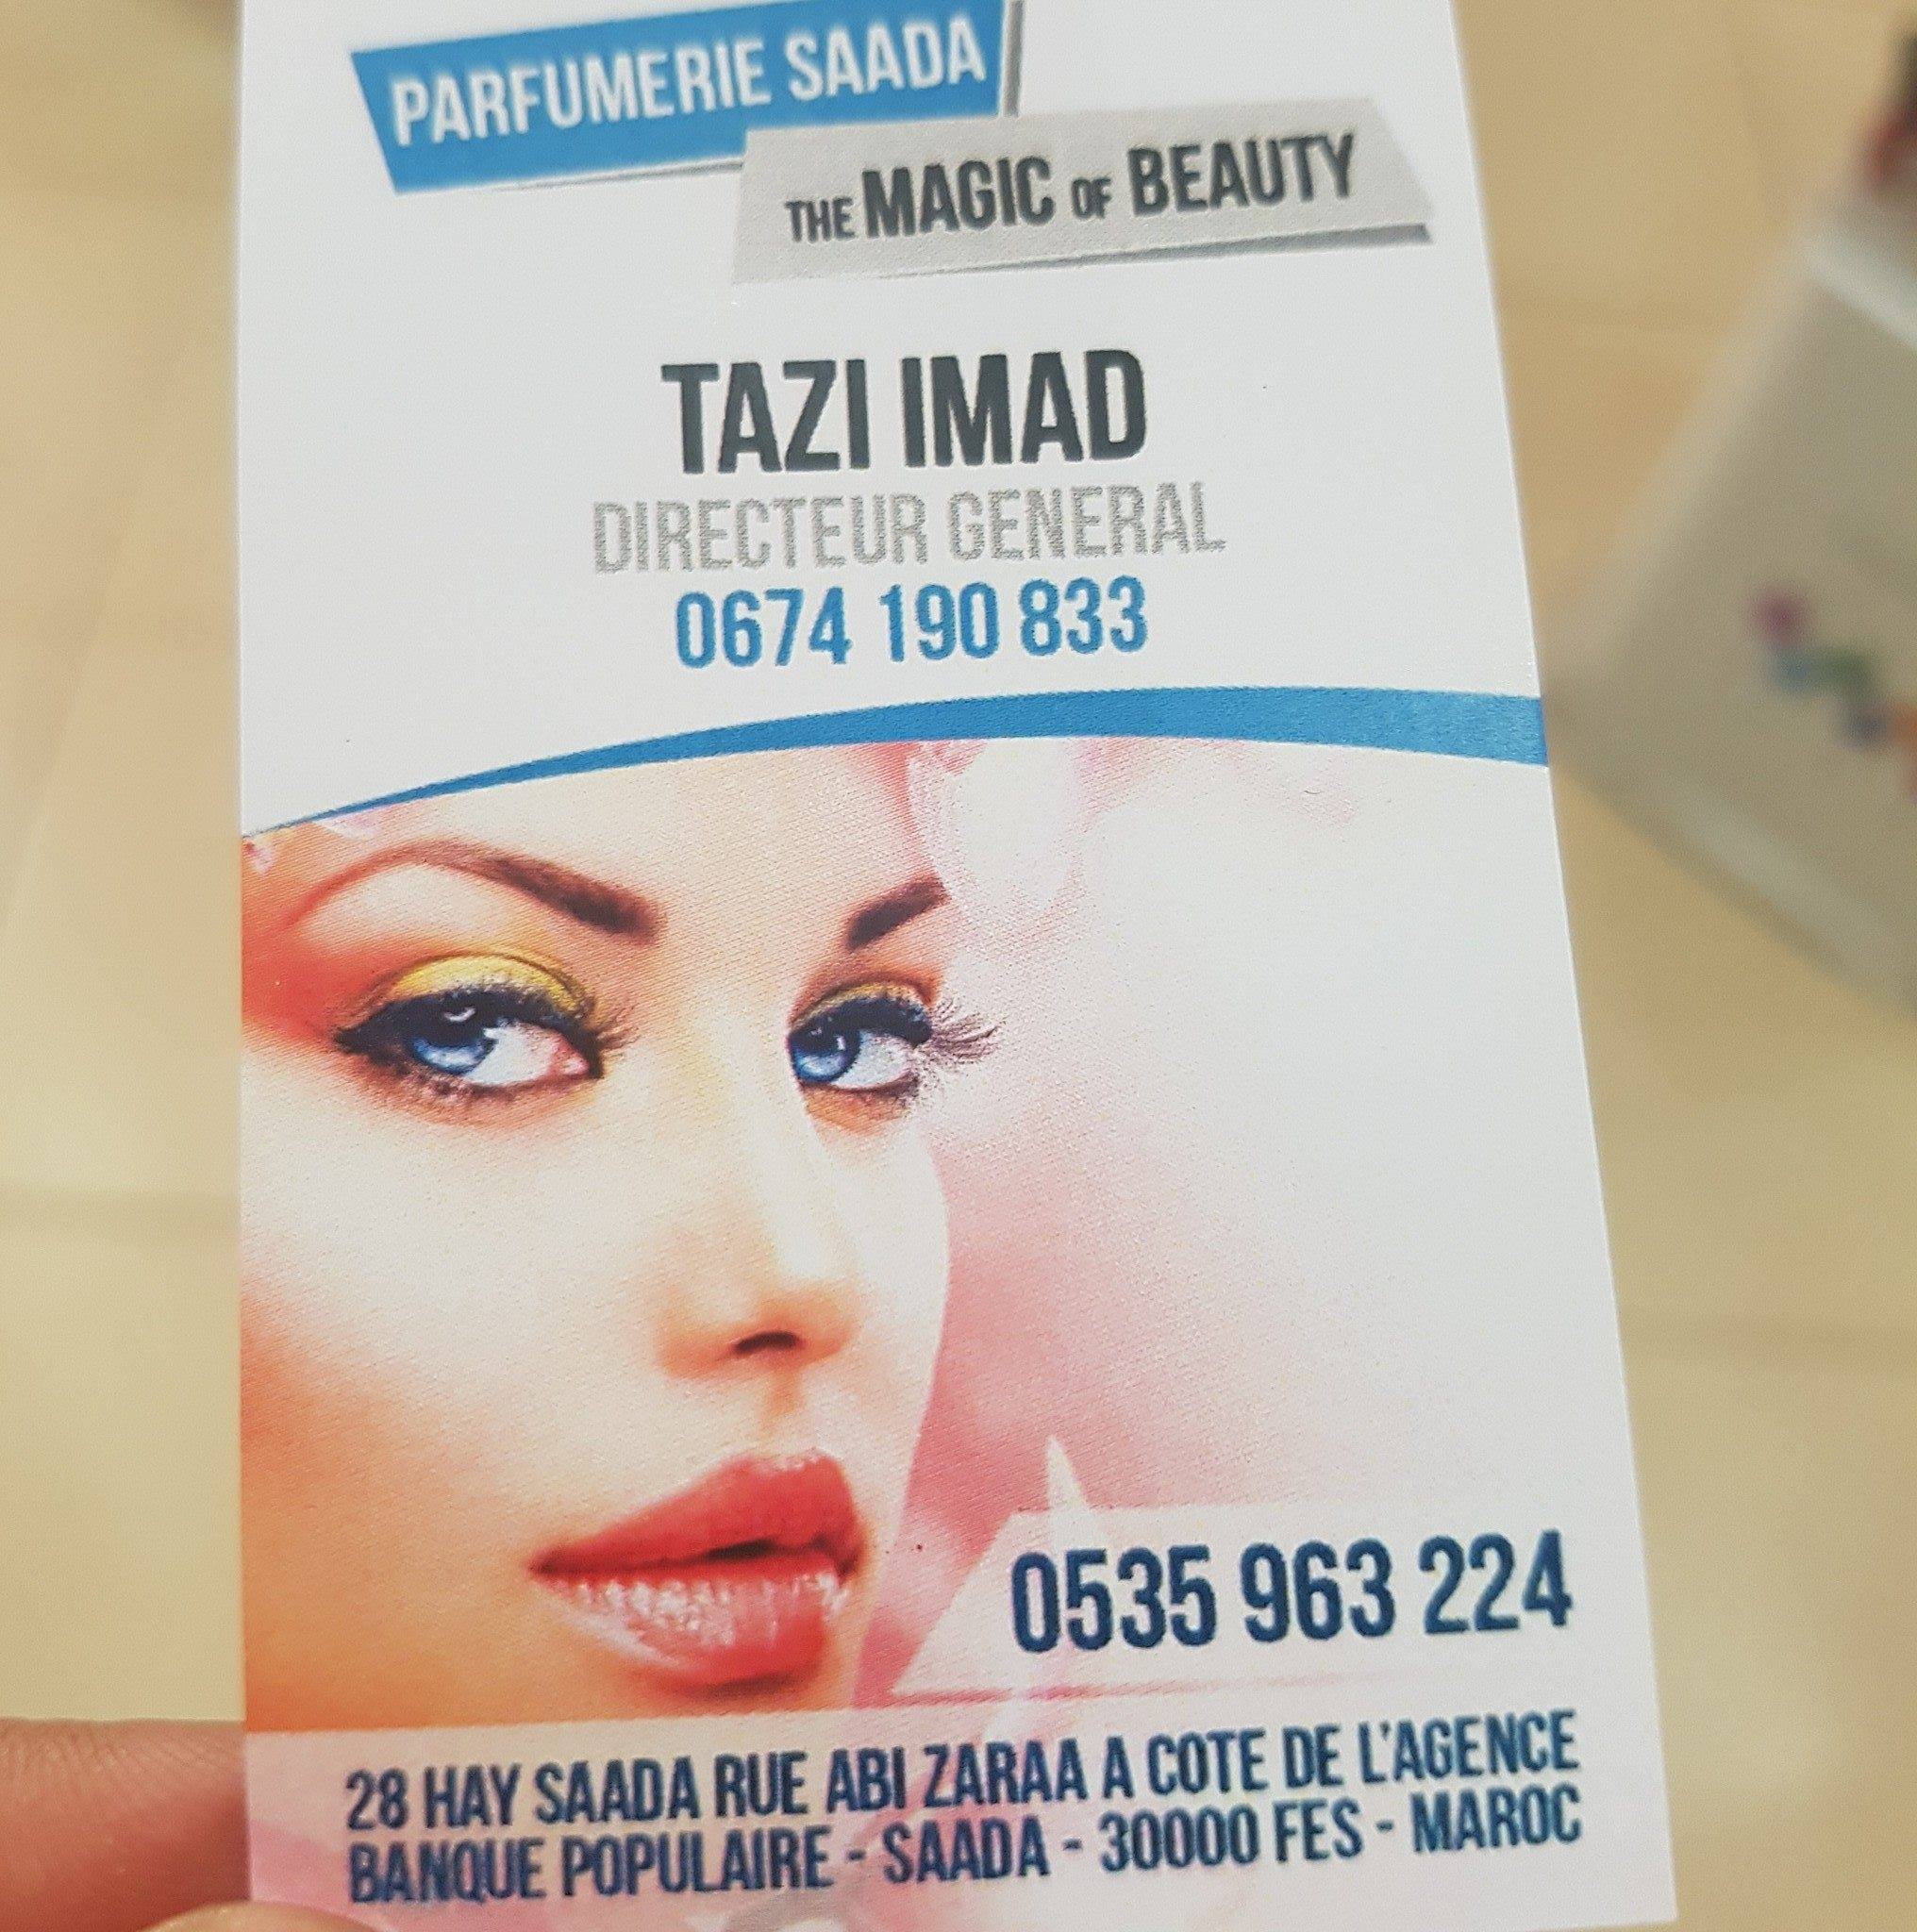 PARFUMERIE SAADA
THE MAGIC OF BEAUTY
TAZI IMAD
DIRECTEUR GENERAL
0674 190 833
0535 963 224
28 HAY SAADA RUE ABI ZARAA A COTE DE L'AGENCE
BANQUE POPULAIRE - SAADA - 30000 FES - MAROC